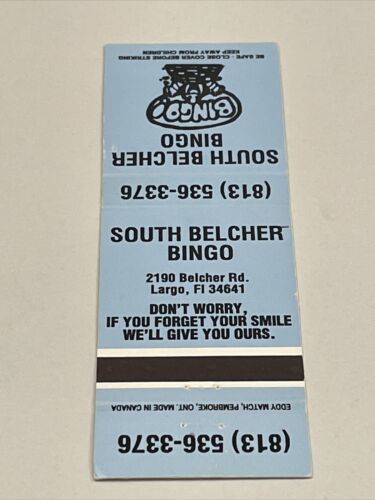 BE SAFE - CLOSE COVER BEFORE STRIKING
KEEP AWAY FROM CHILDREN
BINGO
SOUTH BELCHER
BINGO
(813) 536-3376
SOUTH BELCHER
BINGO
2190 Belcher Rd.
Largo, Fl 34641
DON'T WORRY,
IF YOU FORGET YOUR SMILE
WE'LL GIVE YOU OURS.
EDDY MATCH, PEMBROKE, ONT. MADE IN CANADA
(813) 536-3376